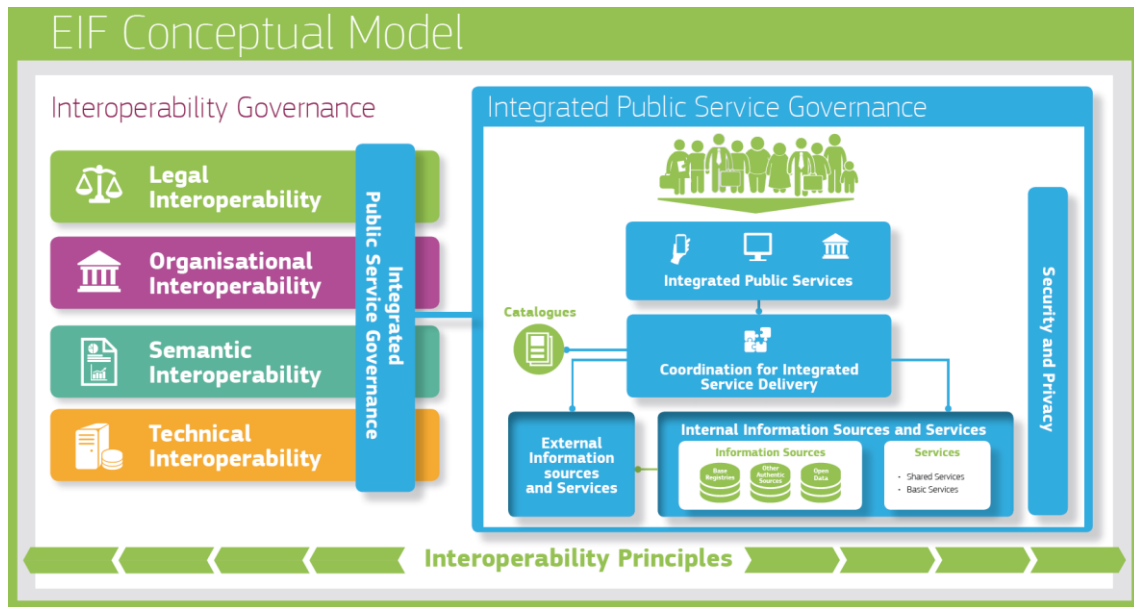 EIF Conceptual Model
Interoperability Governance
Legal
Interoperability
Organisational
Interoperability
Semantic
Interoperability
Technical
Interoperability
Integrated
Public Service Governance
Integrated Public Service Governance
Integrated Public Services
Catalogues
Coordination for Integrated
Service Delivery
External
Information
sources
and Services
Internal Information Sources and Services
Information Sources
Base
Registries
Other
Authentic
Sources
Open
Data
Services
- Shared Services
- Basic Services
Security and Privacy
Interoperability Principles